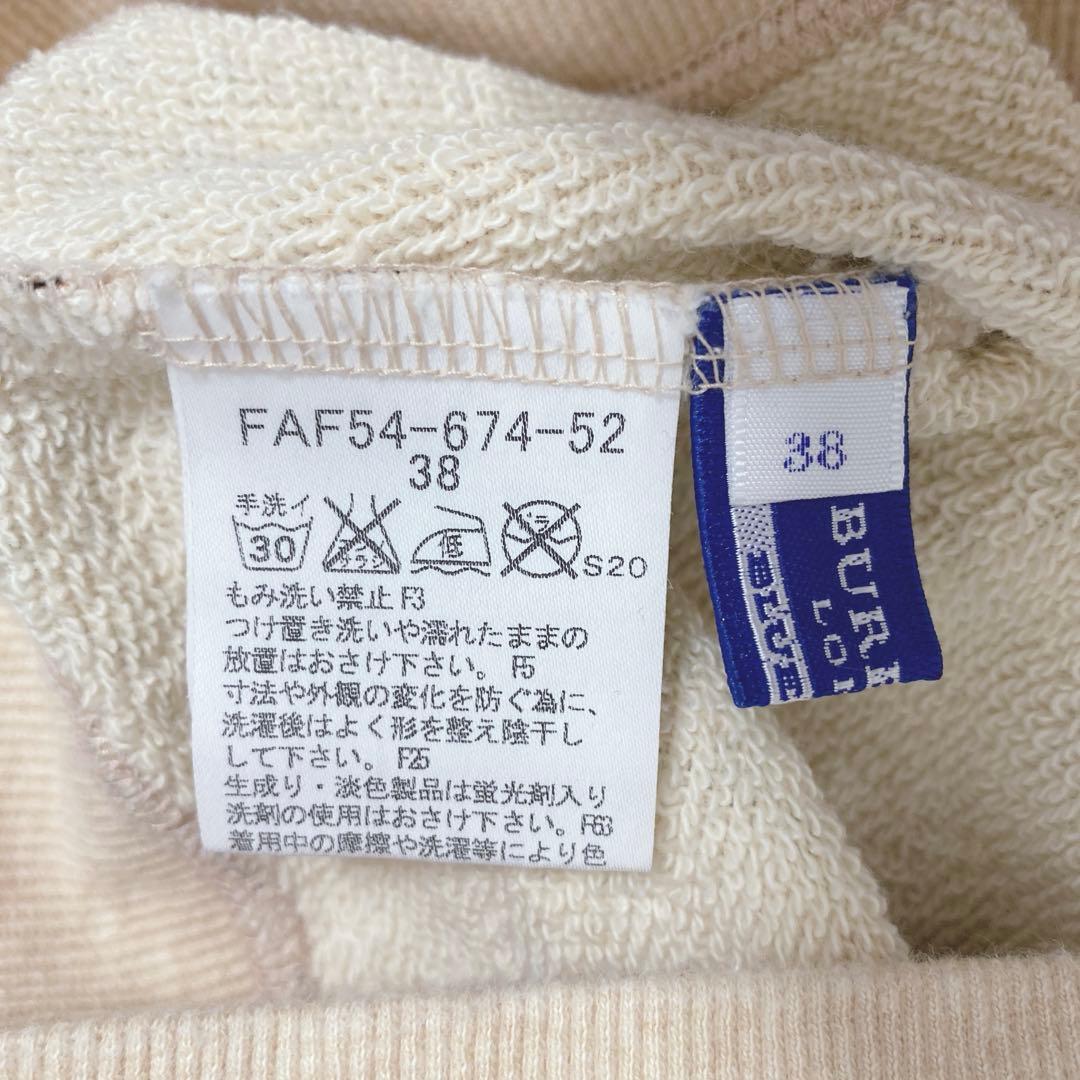 FAF54-674-52
38
手洗イ
30 低 S20
もみ洗い禁止 F3
つけ置き洗いや濡れたままの
放置はおさけ下さい。 F5
寸法や外観の変化を防ぐ為に、
洗濯後はよく形を整え陰干し
して下さい。 F25
生成り・淡色製品は蛍光剤入り
洗剤の使用はおさけ下さい。F63
着用中の摩擦や洗濯等により色
38
BUR
LO